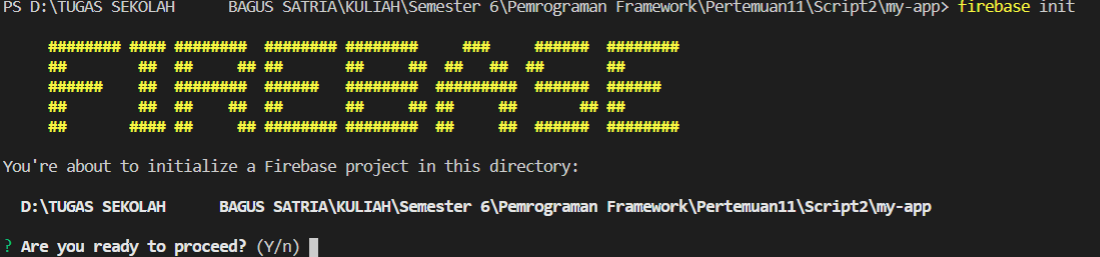 PS D:\TUGAS SEKOLAH      BAGUS SATRIA\KULIAH\Semester 6\Pemrograman Framework\Pertemuan11\Script2\my-app> firebase init
FIREBASE
You're about to initialize a Firebase project in this directory:
D:\TUGAS SEKOLAH      BAGUS SATRIA\KULIAH\Semester 6\Pemrograman Framework\Pertemuan11\Script2\my-app
? Are you ready to proceed? (Y/n)